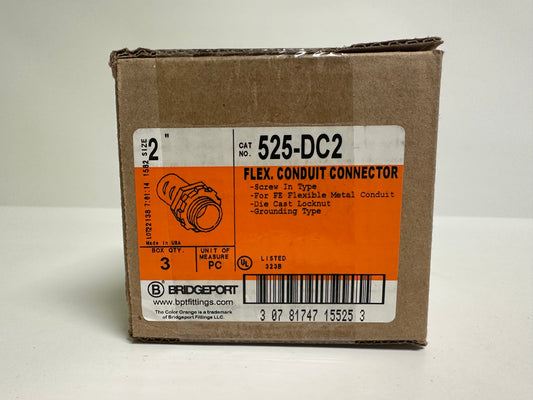 2"
CAT NO. 525-DC2
FLEX. CONDUIT CONNECTOR
-Screw In Type
-For FE Flexible Metal Conduit
-Die Cast Locknut
-Grounding Type
Made in USA
BOX QTY.
3
UNIT OF MEASURE
PC
UL LISTED
323B
B BRIDGEPORT
www.bptfittings.com
The Color Orange is a trademark
of Bridgeport Fittings LLC.
3 07 81747 15525 3
SIZE